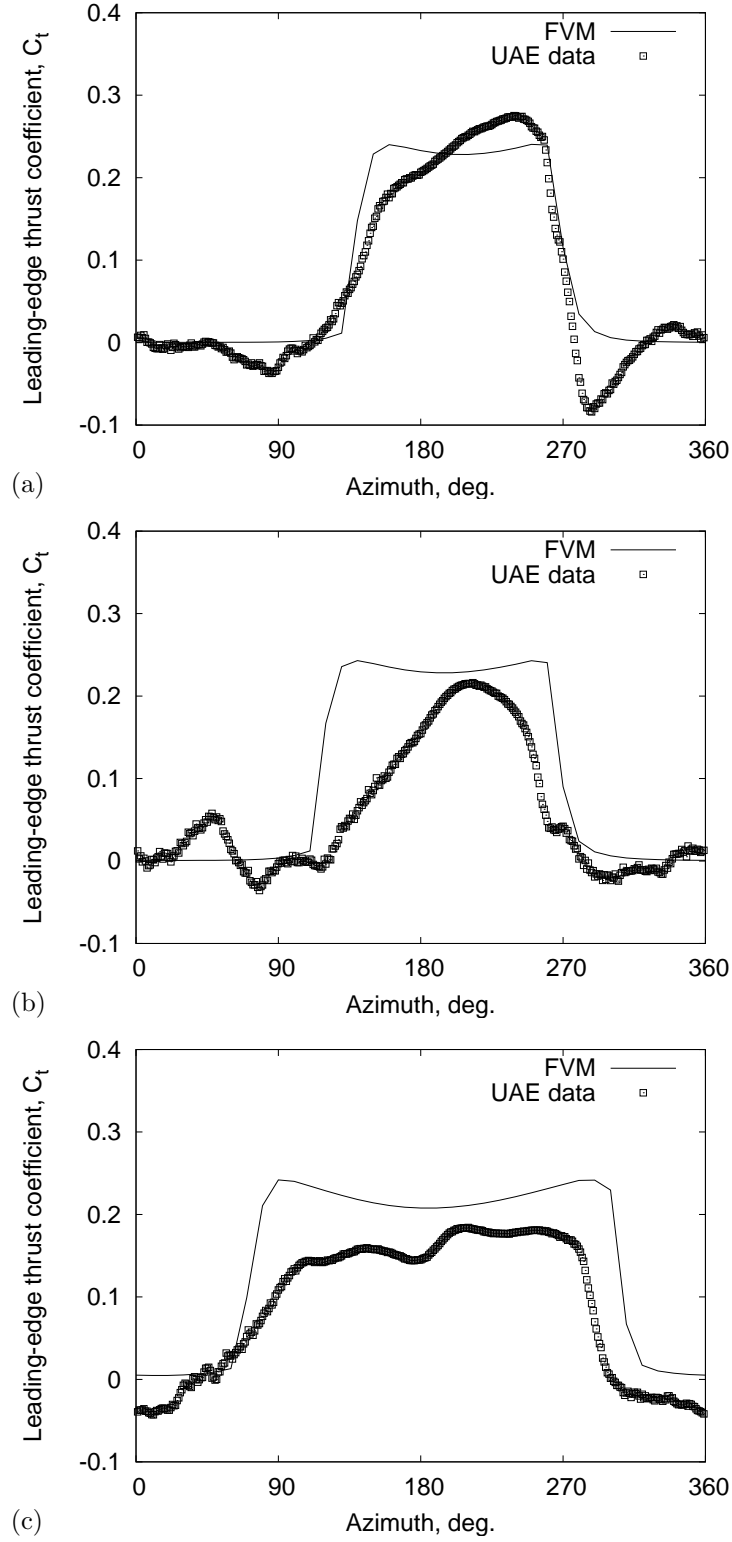 0.4
FVM
UAE data
0.3
0.2
0.1
0
-0.1
0 90 180 270 360
Leading-edge thrust coefficient, Ct
Azimuth, deg.
(a)
0.4
FVM
UAE data
0.3
0.2
0.1
0
-0.1
0 90 180 270 360
Leading-edge thrust coefficient, Ct
Azimuth, deg.
(b)
0.4
FVM
UAE data
0.3
0.2
0.1
0
-0.1
0 90 180 270 360
Leading-edge thrust coefficient, Ct
Azimuth, deg.
(c)